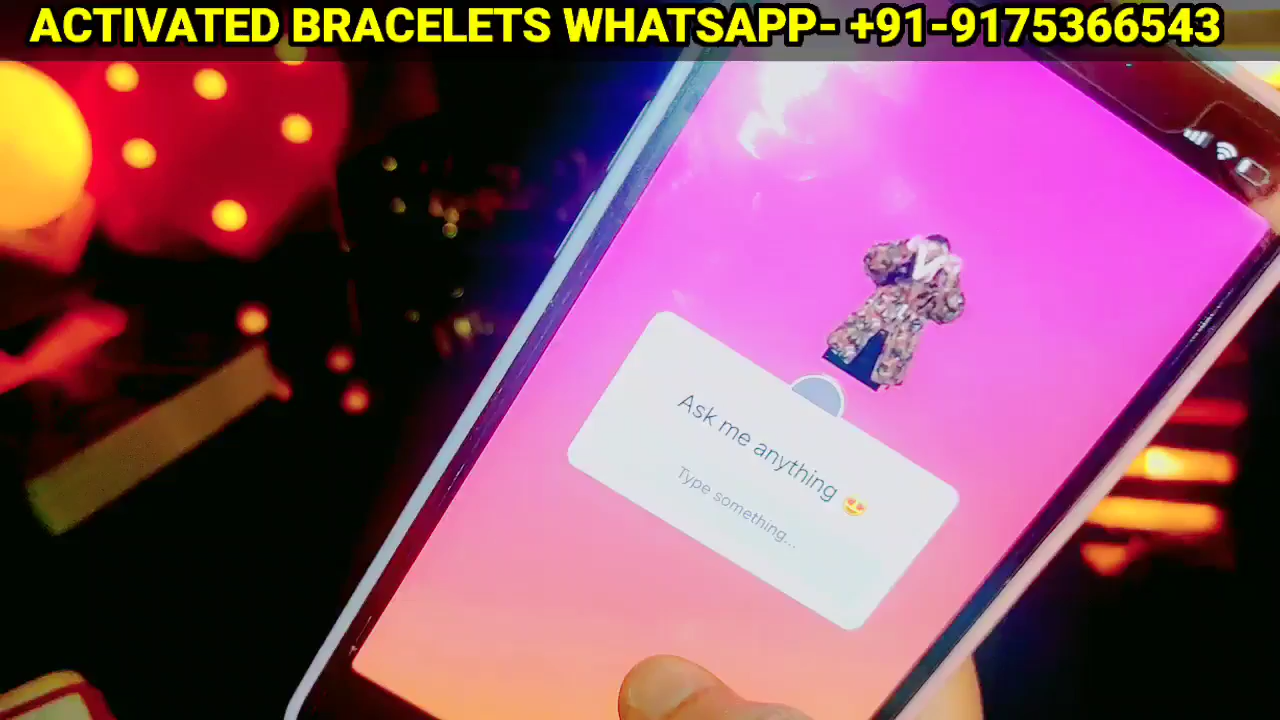 ACTIVATED BRACELETS WHATSAPP- +91-9175366543
Ask me anything 😍
Type something...